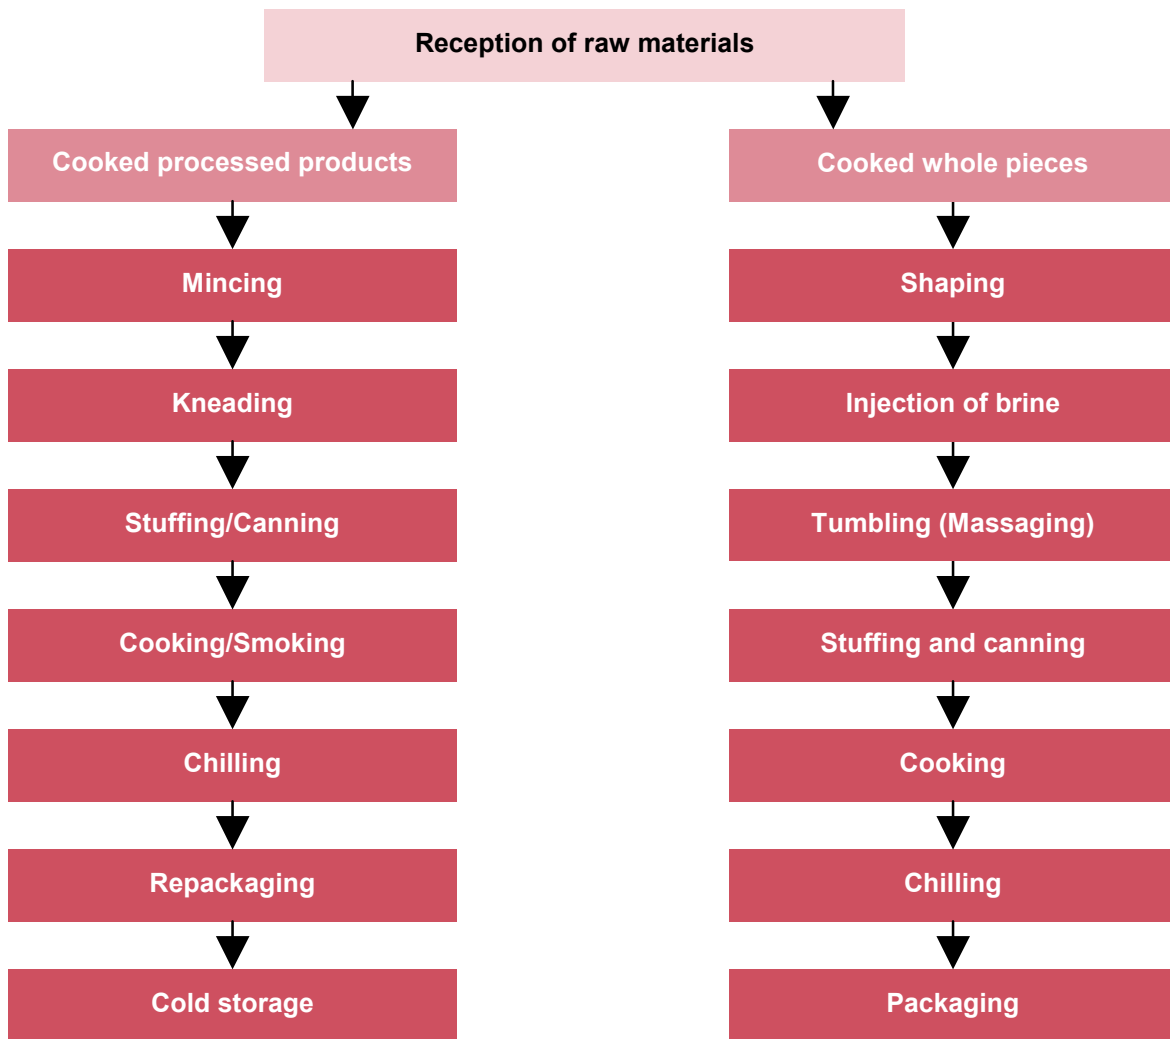 Reception of raw materials
Cooked processed products
Mincing
Kneading
Stuffing/Canning
Cooking/Smoking
Chilling
Repackaging
Cold storage
Cooked whole pieces
Shaping
Injection of brine
Tumbling (Massaging)
Stuffing and canning
Cooking
Chilling
Packaging